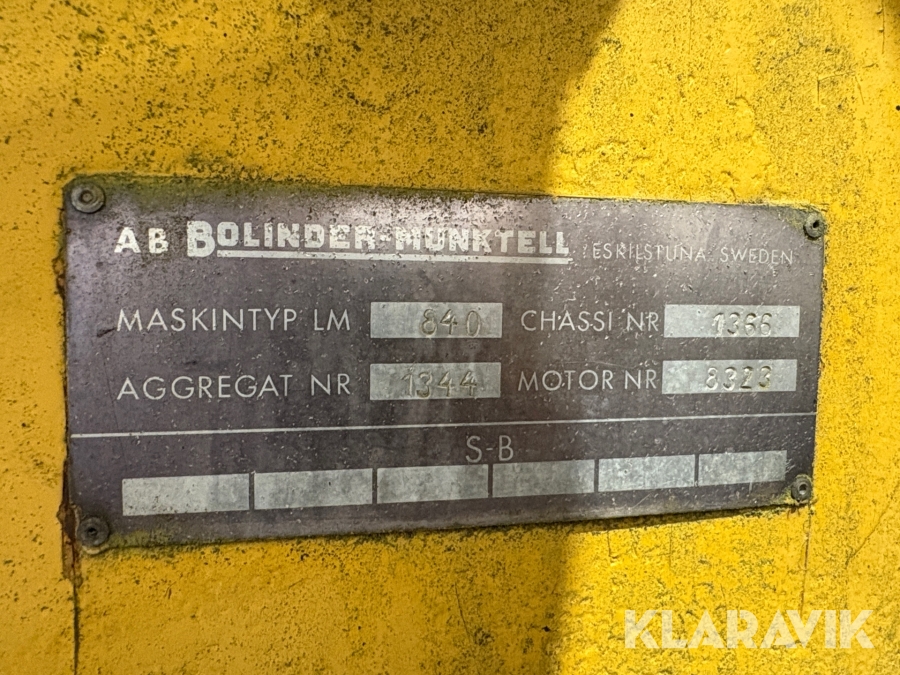 AB BOLINDER-MUNKTELL ESKILSTUNA SWEDEN
MASKINTYP LM 840 CHASSI NR 1366
AGGREGAT NR 1344 MOTOR NR 8323
S-B
KLARAVIK